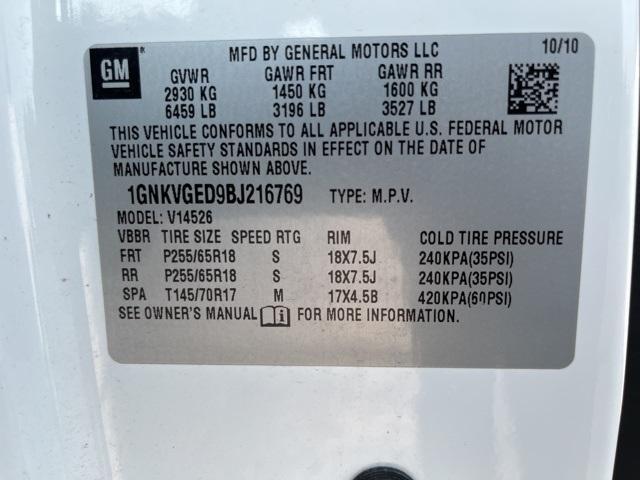 GM
MFD BY GENERAL MOTORS LLC 10/10
GVWR GAWR FRT GAWR RR
2930 KG 1450 KG 1600 KG
6459 LB 3196 LB 3527 LB
THIS VEHICLE CONFORMS TO ALL APPLICABLE U.S. FEDERAL MOTOR
VEHICLE SAFETY STANDARDS IN EFFECT ON THE DATE OF
MANUFACTURE SHOWN ABOVE.
1GNKVGED9BJ216769 TYPE: M.P.V.
MODEL: V14526
VBBR TIRE SIZE SPEED RTG RIM COLD TIRE PRESSURE
FRT P255/65R18 S 18X7.5J 240KPA(35PSI)
RR P255/65R18 S 18X7.5J 240KPA(35PSI)
SPA T145/70R17 M 17X4.5B 420KPA(60PSI)
SEE OWNER'S MANUAL i FOR MORE INFORMATION.